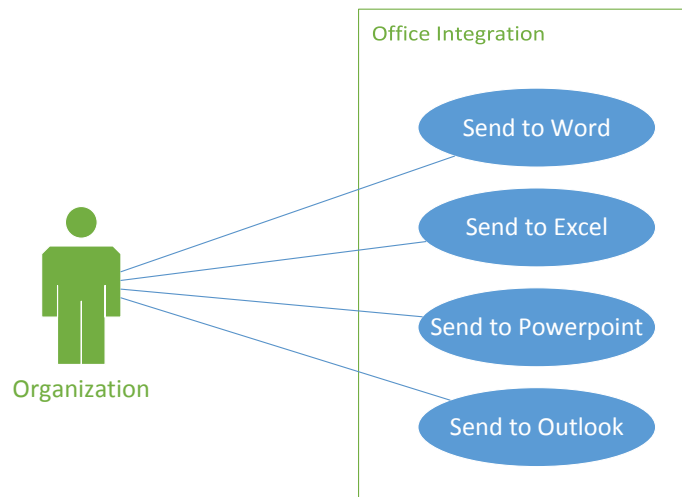 Office Integration
Send to Word
Send to Excel
Send to Powerpoint
Organization
Send to Outlook